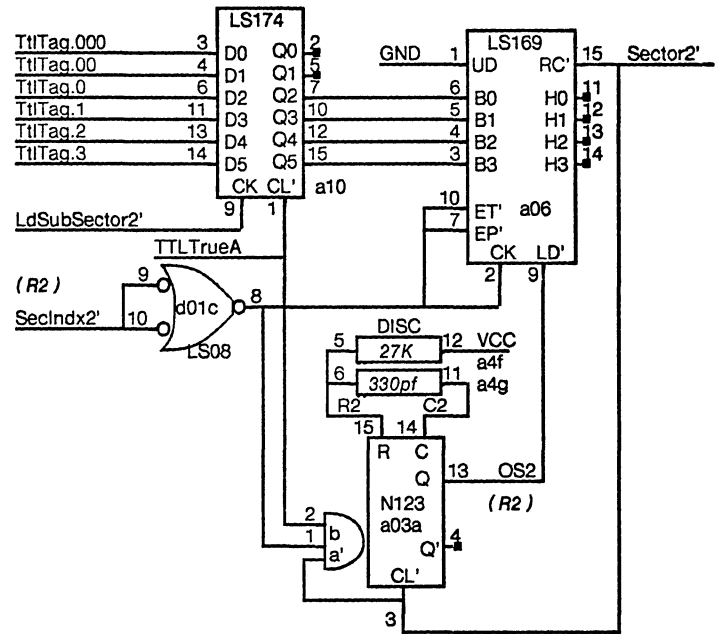 LS174
LS169
TtlTag.000 3 D0 Q0 2
TtlTag.00 4 D1 Q1 5
TtlTag.0 6 D2 Q2 7
TtlTag.1 11 D3 Q3 10
TtlTag.2 13 D4 Q4 12
TtlTag.3 14 D5 Q5 15
CK CL' a10
9 1
GND 1 UD RC' 15 Sector2'
6 B0 H0 11
5 B1 H1 12
4 B2 H2 13
3 B3 H3 14
10 ET' a06
7 EP'
CK LD'
2 9
LdSubSector2'
TTLTrueA
(R2) 9
SecIndx2' 10
d01c 8
LS08
DISC
5 27K 12 VCC
a4f
6 330pf 11 a4g
R2 C2
15 14
R C
Q 13 OS2
(R2)
N123
a03a
Q' 4
CL'
3
2 b
1 a'